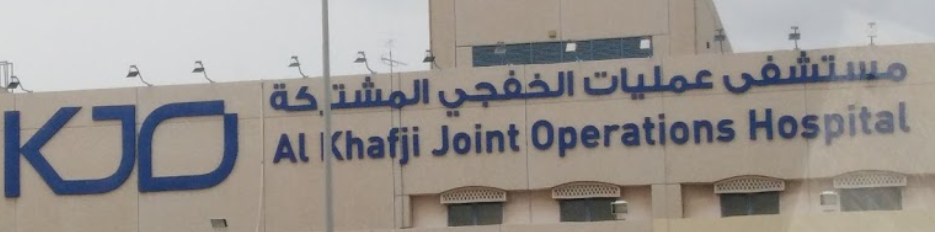 مستشفى عمليات الخفجي المشتركة
KJO
Al Khafji Joint Operations Hospital